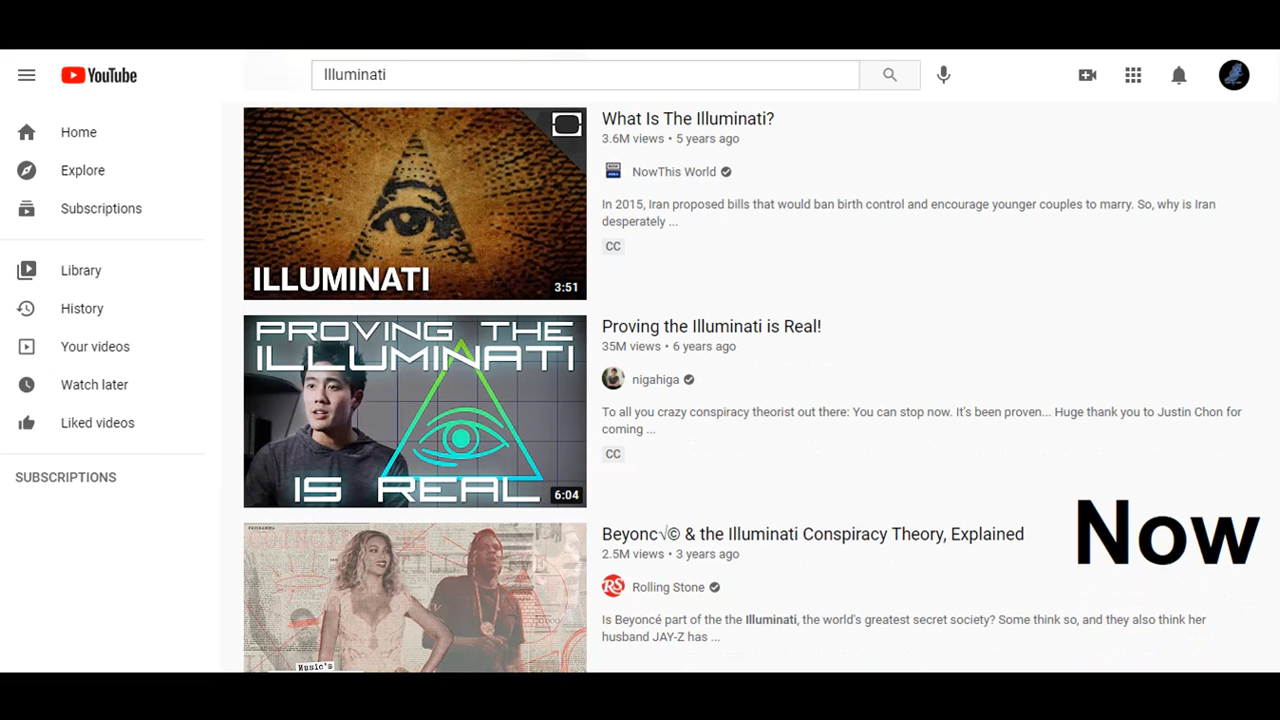 YouTube
Illuminati
Home
Explore
Subscriptions
Library
History
Your videos
Watch later
Liked videos
SUBSCRIPTIONS
ILLUMINATI
3:51
What Is The Illuminati?
3.6M views • 5 years ago
NowThis World
In 2015, Iran proposed bills that would ban birth control and encourage younger couples to marry. So, why is Iran
desperately ...
CC
PROVING THE
ILLUMINATI
IS REAL
6:04
Proving the Illuminati is Real!
35M views • 6 years ago
nigahiga
To all you crazy conspiracy theorist out there: You can stop now. It's been proven... Huge thank you to Justin Chon for
coming ...
CC
Music's
Beyonc√© & the Illuminati Conspiracy Theory, Explained
2.5M views • 3 years ago
RS Rolling Stone
Is Beyoncé part of the the Illuminati, the world's greatest secret society? Some think so, and they also think her
husband JAY-Z has ...
Now